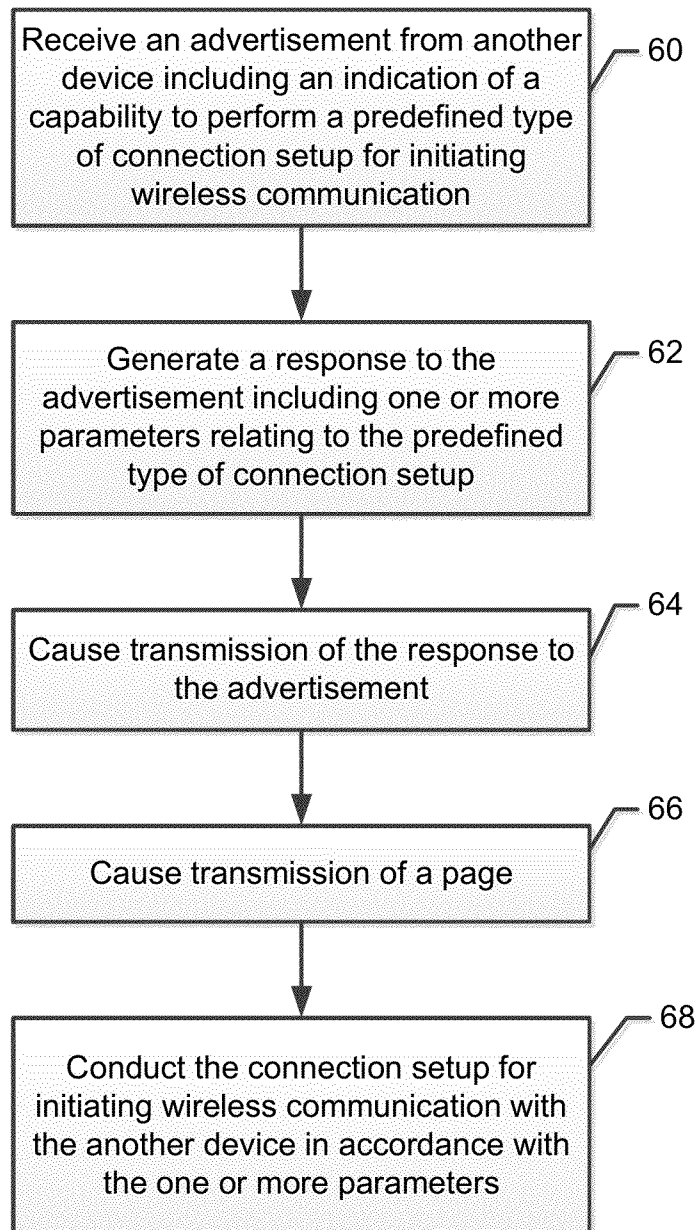 Receive an advertisement from another
device including an indication of a
capability to perform a predefined type
of connection setup for initiating
wireless communication
60
Generate a response to the
advertisement including one or more
parameters relating to the predefined
type of connection setup
62
Cause transmission of the response to
the advertisement
64
Cause transmission of a page
66
Conduct the connection setup for
initiating wireless communication with
the another device in accordance with
the one or more parameters
68